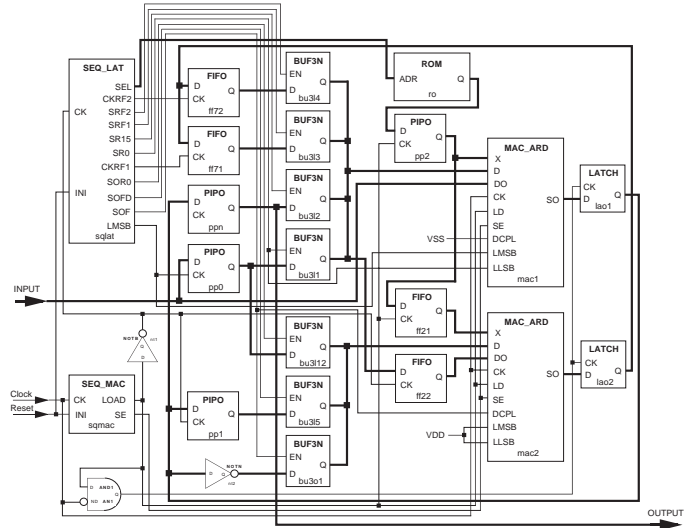 SEQ_LAT
SEL
CKRF2
CK
SRF2
SRF1
SR15
SR0
CKRF1
INI
SOR0
SOFD
SOF
LMSB
sqlat
FIFO
D
Q
CK
ff72
FIFO
D
Q
CK
ff71
PIPO
D
Q
CK
ppn
PIPO
D
Q
CK
pp0
BUF3N
EN
Q
D
bu3l4
BUF3N
EN
Q
D
bu3l3
BUF3N
EN
Q
D
bu3l2
BUF3N
EN
Q
D
bu3l1
ROM
ADR Q
ro
PIPO
D
Q
CK
pp2
MAC_ARD
X
D
DO
CK
LD
SO
SE
VSS
DCPL
LMSB
LLSB
mac1
LATCH
CK
Q
D
lao1
INPUT
NOTN
Q
D
BUF3N
EN
Q
D
bu3l12
FIFO
D
Q
CK
ff21
FIFO
D
Q
CK
ff22
MAC_ARD
X
D
DO
CK
SO
LD
SE
DCPL
VDD
LMSB
LLSB
mac2
LATCH
CK
Q
D
lao2
Clock
Reset
SEQ_MAC
CK LOAD
INI SE
sqmac
PIPO
D
Q
CK
pp1
BUF3N
EN
Q
D
bu3l5
BUF3N
EN
Q
D
bu3o1
NOTN
D Q
D AND1
Q
ND AN1
OUTPUT